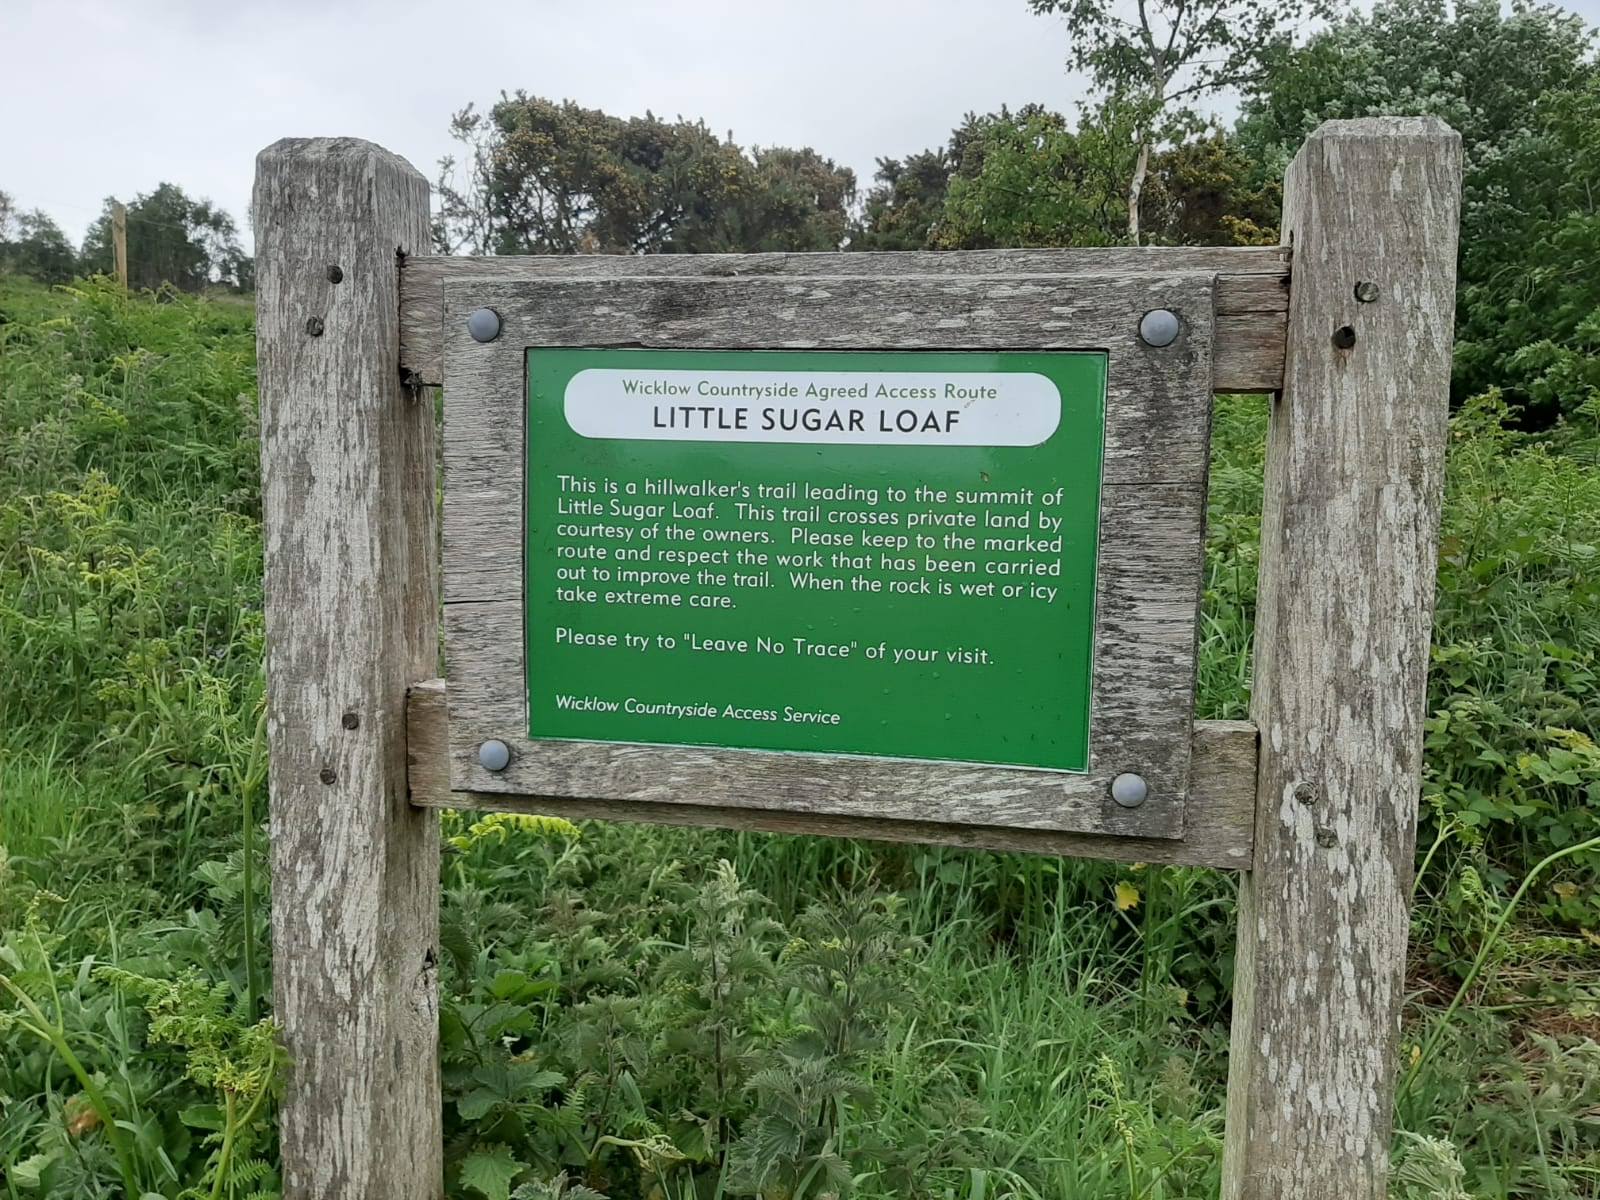 Wicklow Countryside Agreed Access Route
LITTLE SUGAR LOAF
This is a hillwalker's trail leading to the summit of
Little Sugar Loaf. This trail crosses private land by
courtesy of the owners. Please keep to the marked
route and respect the work that has been carried
out to improve the trail. When the rock is wet or icy
take extreme care.
Please try to "Leave No Trace" of your visit.
Wicklow Countryside Access Service